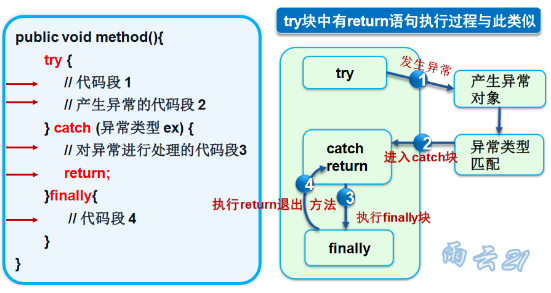 try块中有return语句执行过程与此类似
public void method(){
try {
// 代码段 1
// 产生异常的代码段 2
} catch (异常类型 ex) {
// 对异常进行处理的代码段3
return;
}finally{
// 代码段 4
}
}
try
发生异常
1
产生异常
对象
2
进入catch块
异常类型
匹配
catch
return
4
3
执行return退出 方法
执行finally块
finally
雨云21